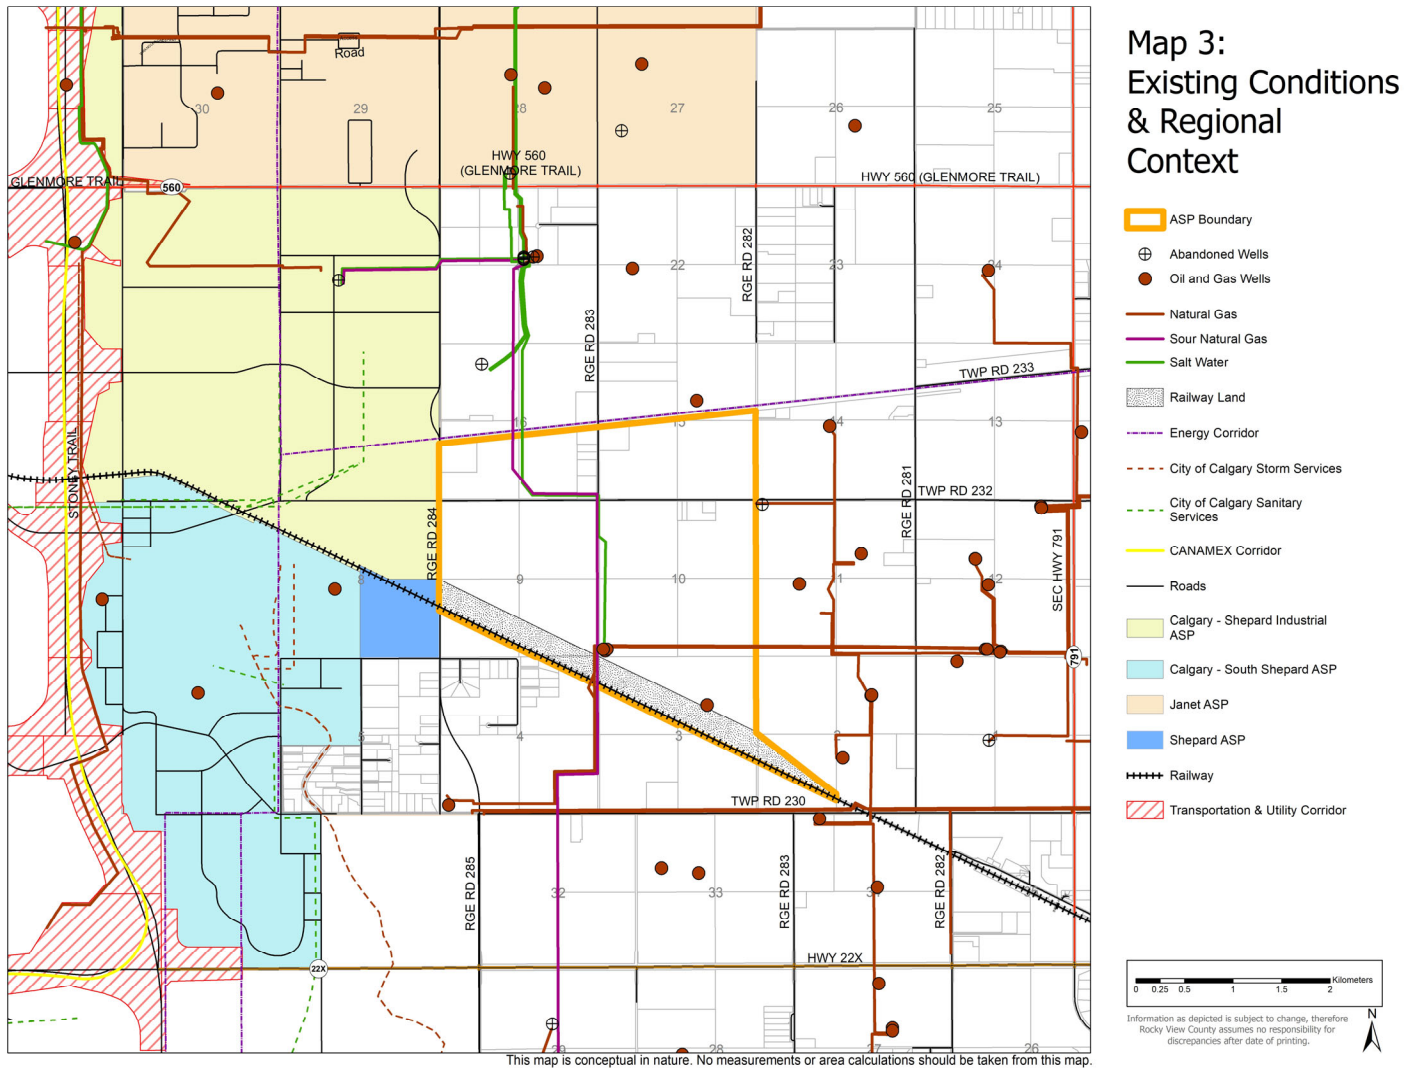 Map 3:
Existing Conditions
& Regional
Context
ASP Boundary
Abandoned Wells
Oil and Gas Wells
Natural Gas
Sour Natural Gas
Salt Water
Railway Land
Energy Corridor
City of Calgary Storm Services
City of Calgary Sanitary
Services
CANAMEX Corridor
Roads
Calgary - Shepard Industrial
ASP
Calgary - South Shepard ASP
Janet ASP
Shepard ASP
Railway
Transportation & Utility Corridor
Kilometers
0 0.25 0.5 1 1.5 2
Information as depicted is subject to change, therefore
Rocky View County assumes no responsibility for
discrepancies after date of printing.
N
Road
30 29 28 27 26 25
HWY 560
(GLENMORE TRAIL)
GLENMORE TRAIL
560
HWY 560 (GLENMORE TRAIL)
RGE RD 282
22 23 24
RGE RD 283
TWP RD 233
16 15 14 13
STONEY TRAIL
RGE RD 281
TWP RD 232
RGE RD 284
SEC HWY 791
8 9 10 11 12
791
5 4 3 2 1
TWP RD 230
RGE RD 285
RGE RD 283
RGE RD 282
32 33 34
HWY 22X
22X
29 28 27 26
This map is conceptual in nature. No measurements or area calculations should be taken from this map.